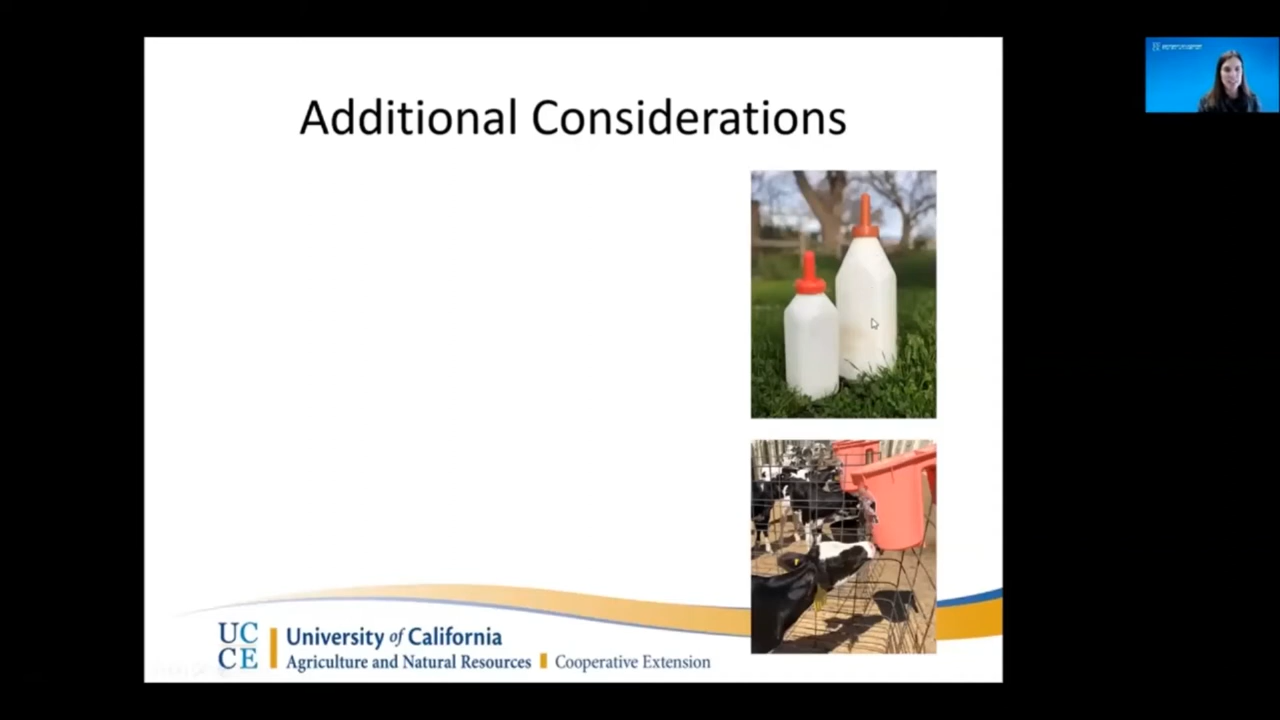 Additional Considerations
UC
CE
University of California
Agriculture and Natural Resources Cooperative Extension